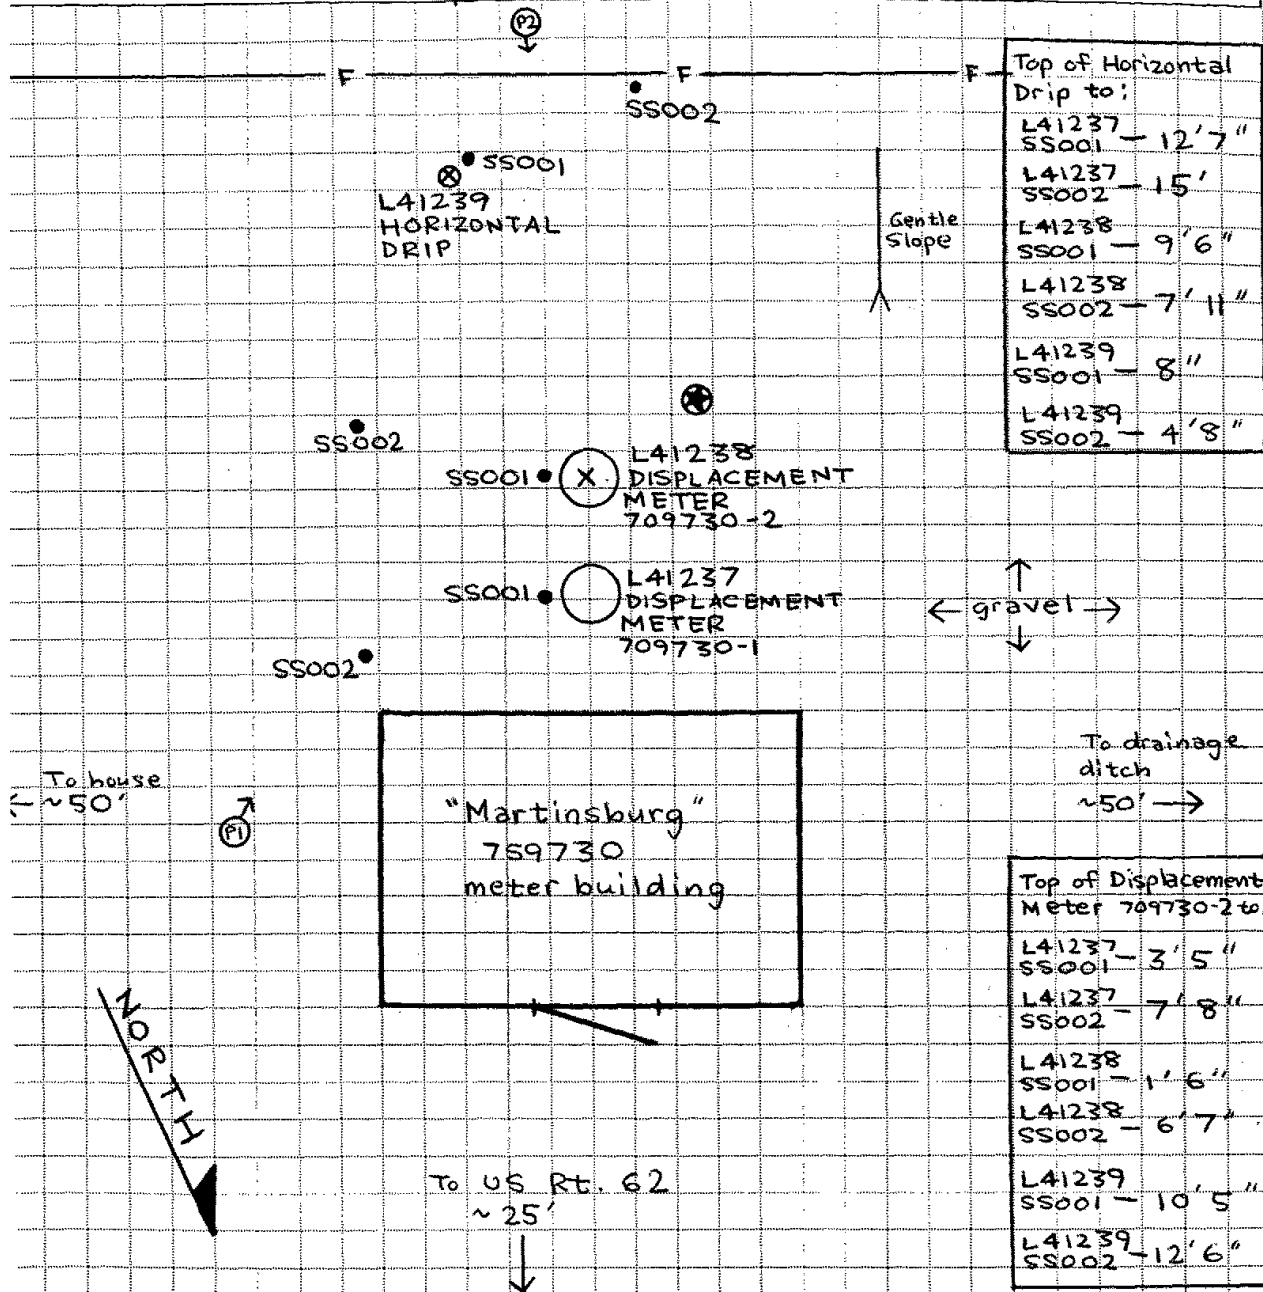 P2
F
F
F
Top of Horizontal
Drip to:
L41237
SS001 — 12'7"
L41237
SS002 — 15'
L41238
SS001 — 9'6"
L41238
SS002 — 7'11"
L41239
SS001 — 8"
L41239
SS002 — 4'8"
SS002
SS001
L41239
HORIZONTAL
DRIP
Gentle
Slope
SS002
SS001
X
L41238
DISPLACEMENT
METER
709730-2
SS001
L41237
DISPLACEMENT
METER
709730-1
← gravel →
SS002
To house
← ~50'
P1
"Martinsburg"
759730
meter building
To drainage
ditch
~50' →
Top of Displacement
Meter 709730-2 to
L41237
SS001 — 3'5"
L41237
SS002 — 7'8"
L41238
SS001 — 1'6"
L41238
SS002 — 6'7"
L41239
SS001 — 10'5"
L41239
SS002 — 12'6"
NORTH
To US Rt. 62
~ 25'